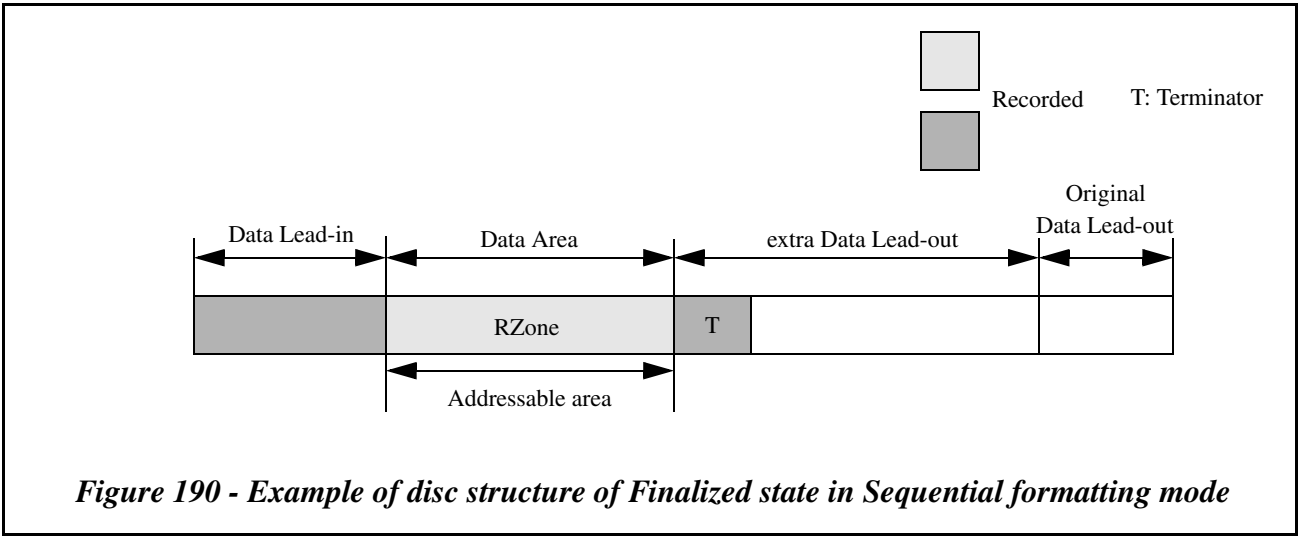 Recorded
T: Terminator
Original
Data Lead-out
Data Lead-in
Data Area
extra Data Lead-out
RZone
T
Addressable area
Figure 190 - Example of disc structure of Finalized state in Sequential formatting mode